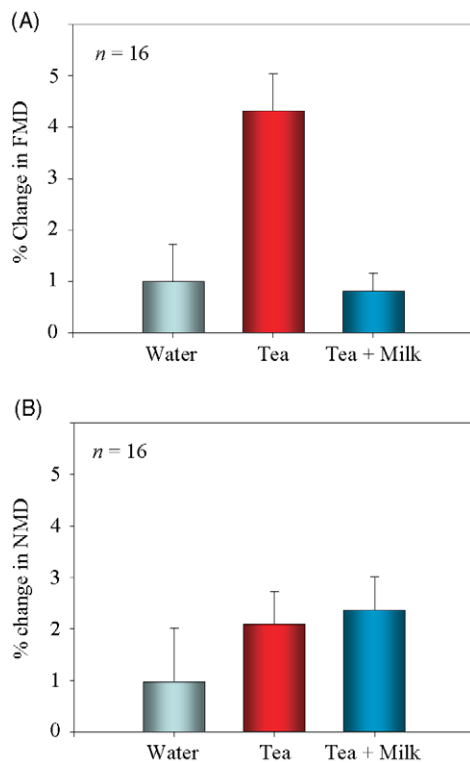 (A)
n = 16
% Change in FMD
5
4
3
2
1
0
Water Tea Tea + Milk
(B)
n = 16
% change in NMD
5
4
3
2
1
0
Water Tea Tea + Milk